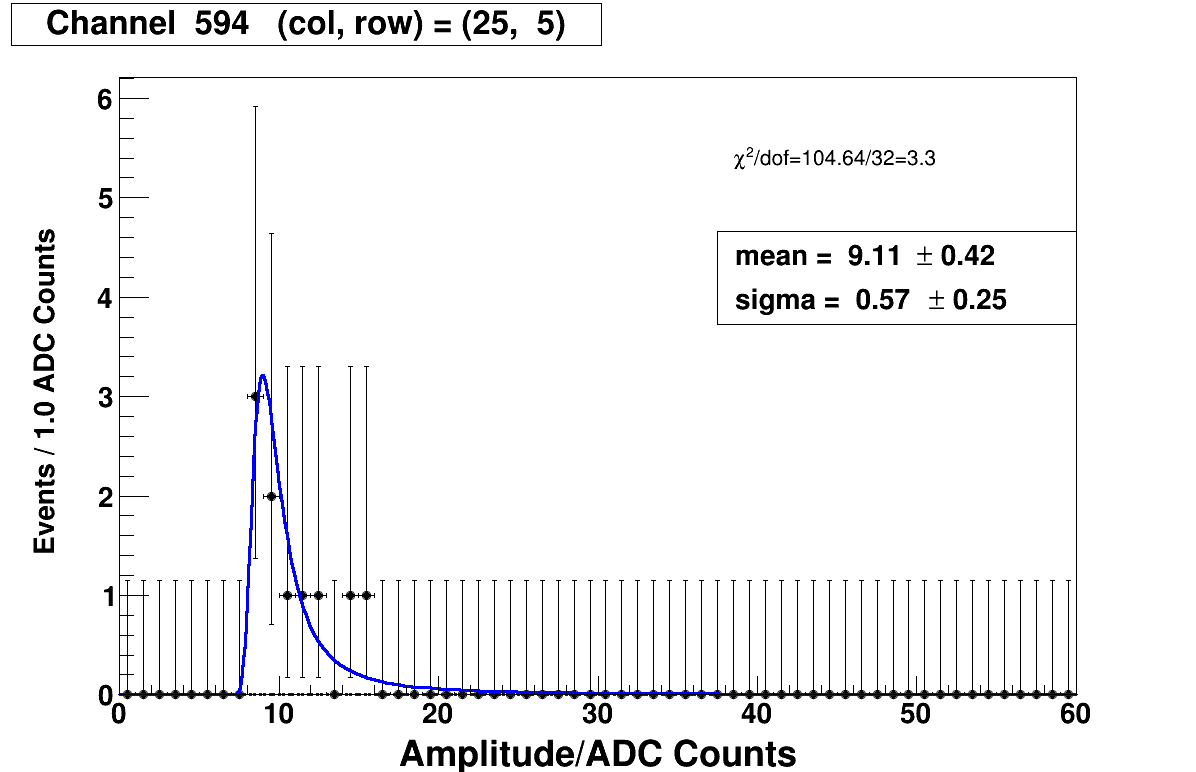 Channel 594 (col, row) = (25, 5)
6
5
4
3
2
1
0
Events / 1.0 ADC Counts
χ²/dof=104.64/32=3.3
mean = 9.11 ± 0.42
sigma = 0.57 ± 0.25
0 10 20 30 40 50 60
Amplitude/ADC Counts